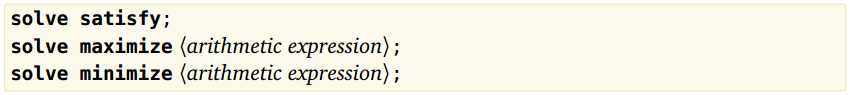 solve satisfy;
solve maximize ⟨arithmetic expression⟩;
solve minimize ⟨arithmetic expression⟩;